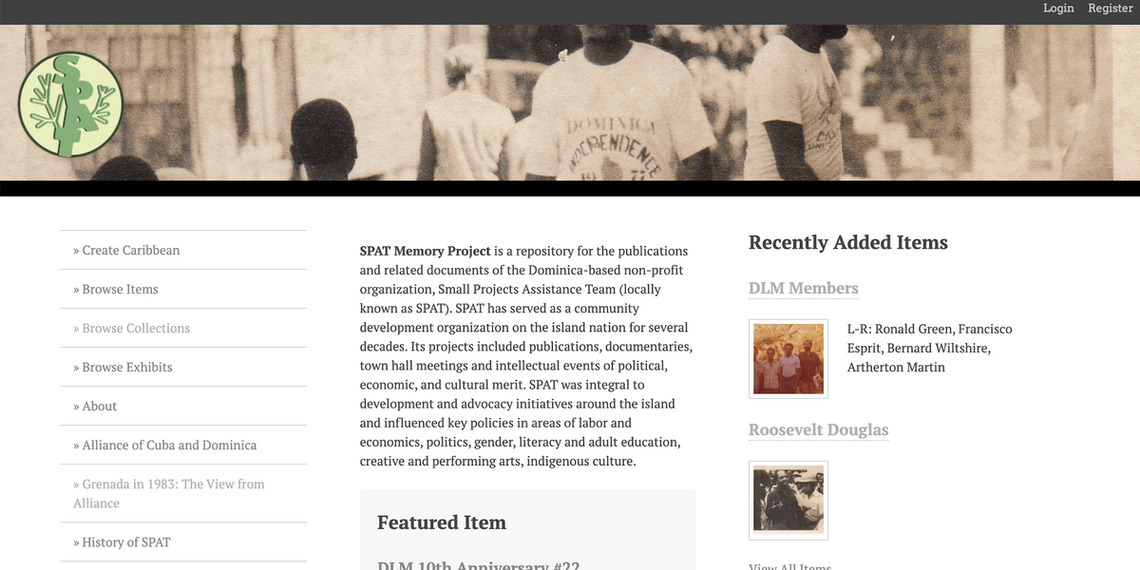 Login Register
SPAT
DOMINICA
INDEPENDENCE
1977
» Create Caribbean
» Browse Items
» Browse Collections
» Browse Exhibits
» About
» Alliance of Cuba and Dominica
» Grenada in 1983: The View from
Alliance
» History of SPAT
SPAT Memory Project is a repository for the publications
and related documents of the Dominica-based non-profit
organization, Small Projects Assistance Team (locally
known as SPAT). SPAT has served as a community
development organization on the island nation for several
decades. Its projects included publications, documentaries,
town hall meetings and intellectual events of political,
economic, and cultural merit. SPAT was integral to
development and advocacy initiatives around the island
and influenced key policies in areas of labor and
economics, politics, gender, literacy and adult education,
creative and performing arts, indigenous culture.
Featured Item
DLM 10th Anniversary #22
Recently Added Items
DLM Members
L-R: Ronald Green, Francisco
Esprit, Bernard Wiltshire,
Artherton Martin
Roosevelt Douglas
View All Items